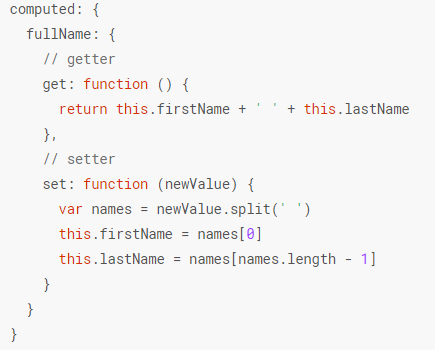 computed: {
  fullName: {
    // getter
    get: function () {
      return this.firstName + ' ' + this.lastName
    },
    // setter
    set: function (newValue) {
      var names = newValue.split(' ')
      this.firstName = names[0]
      this.lastName = names[names.length - 1]
    }
  }
}